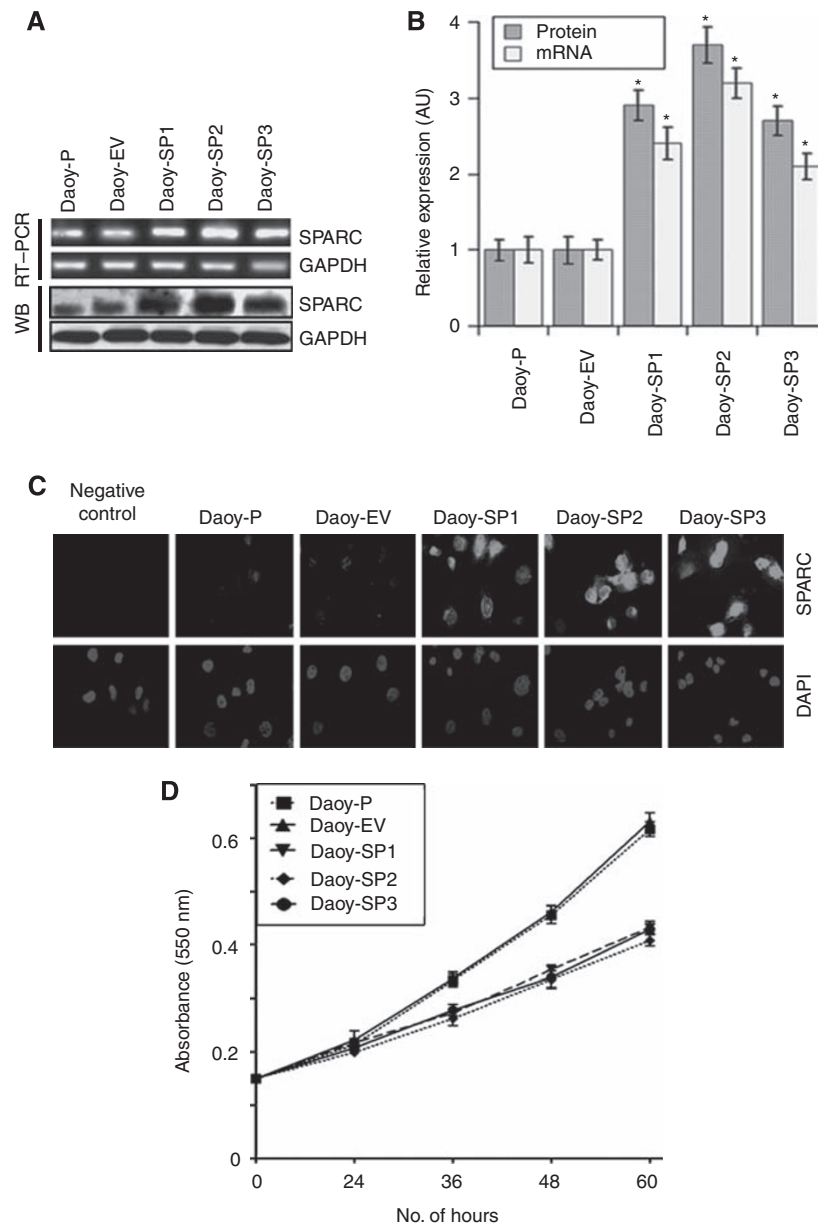 A
Daoy-P
Daoy-EV
Daoy-SP1
Daoy-SP2
Daoy-SP3
RT–PCR
SPARC
GAPDH
WB
SPARC
GAPDH
B
Protein
mRNA
Relative expression (AU)
4
3
2
1
0
*
*
*
*
*
*
Daoy-P
Daoy-EV
Daoy-SP1
Daoy-SP2
Daoy-SP3
C
Negative
control
Daoy-P
Daoy-EV
Daoy-SP1
Daoy-SP2
Daoy-SP3
SPARC
DAPI
D
Daoy-P
Daoy-EV
Daoy-SP1
Daoy-SP2
Daoy-SP3
Absorbance (550 nm)
0.6
0.4
0.2
0
0
24
36
48
60
No. of hours